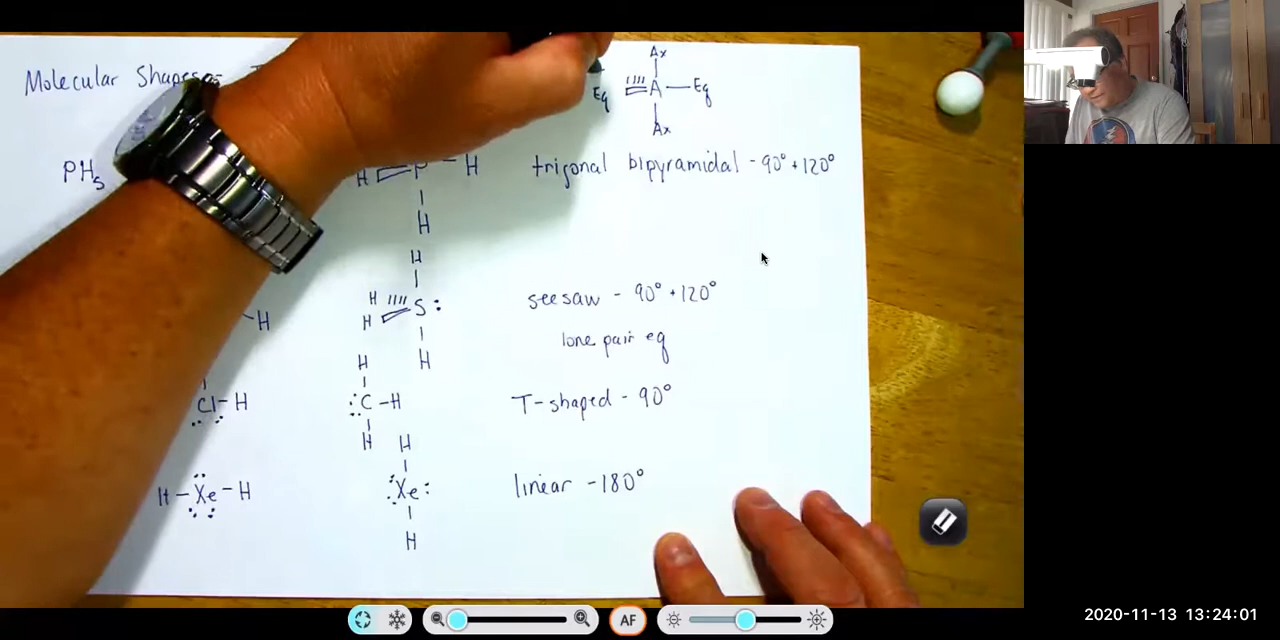 Molecular Shapes -
Ax
Eq A - Eq
Ax
PH5
H P - H trigonal bipyramidal - 90° + 120°
H
H
H S : seesaw - 90° + 120°
H H
H lone pair eq
H
Cl - H : C - H T-shaped - 90°
H
H
H - Xe - H : Xe : linear - 180°
H
AF
2020-11-13 13:24:01